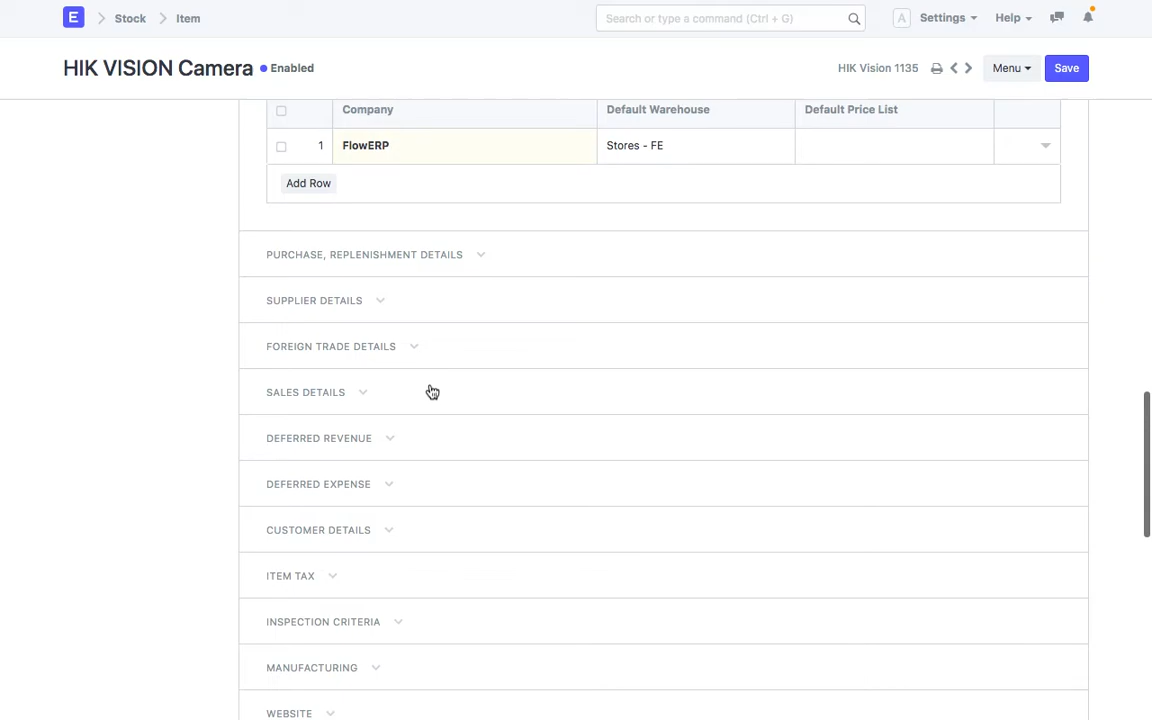 E Stock Item Search or type a command (Ctrl + G) A Settings Help
HIK VISION Camera Enabled HIK Vision 1135 Menu Save
Company Default Warehouse Default Price List
1 FlowERP Stores - FE
Add Row
PURCHASE, REPLENISHMENT DETAILS
SUPPLIER DETAILS
FOREIGN TRADE DETAILS
SALES DETAILS
DEFERRED REVENUE
DEFERRED EXPENSE
CUSTOMER DETAILS
ITEM TAX
INSPECTION CRITERIA
MANUFACTURING
WEBSITE